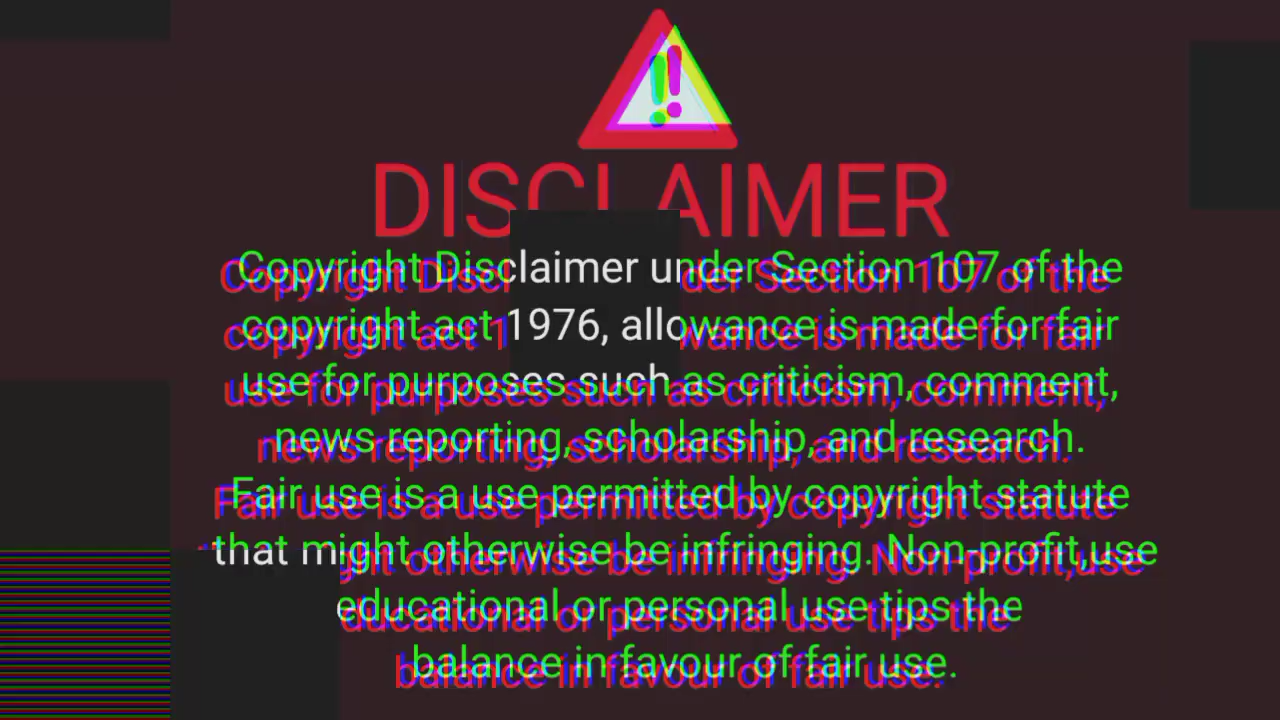 DISCLAIMER
Copyright Disclaimer under Section 107 of the
copyright act 1976, allowance is made for fair
use for purposes such as criticism, comment,
news reporting, scholarship, and research.
Fair use is a use permitted by copyright statute
that might otherwise be infringing. Non-profit,use
educational or personal use tips the
balance in favour of fair use.